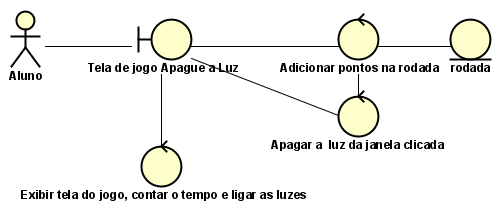 Aluno
Tela de jogo Apague a Luz
Adicionar pontos na rodada
rodada
Apagar a luz da janela clicada
Exibir tela do jogo, contar o tempo e ligar as luzes